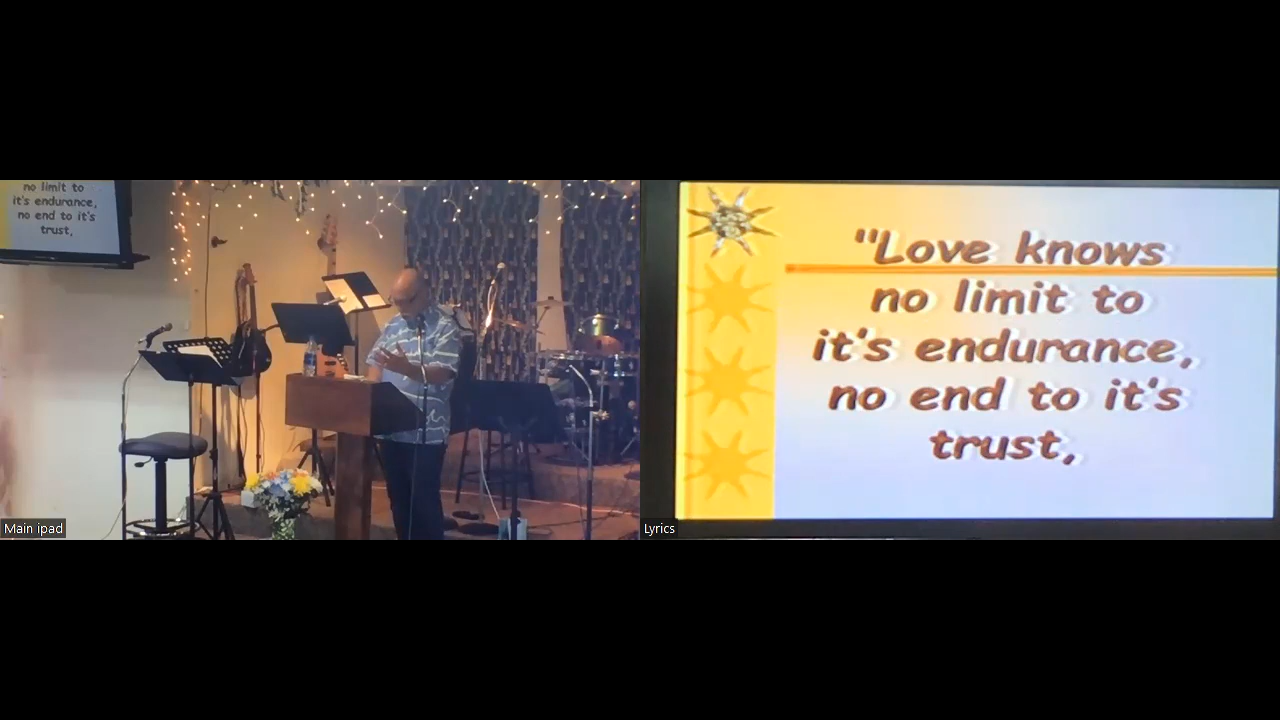 no limit to
it's endurance,
no end to it's
trust,
Main ipad
"Love knows
no limit to
it's endurance,
no end to it's
trust,
Lyrics